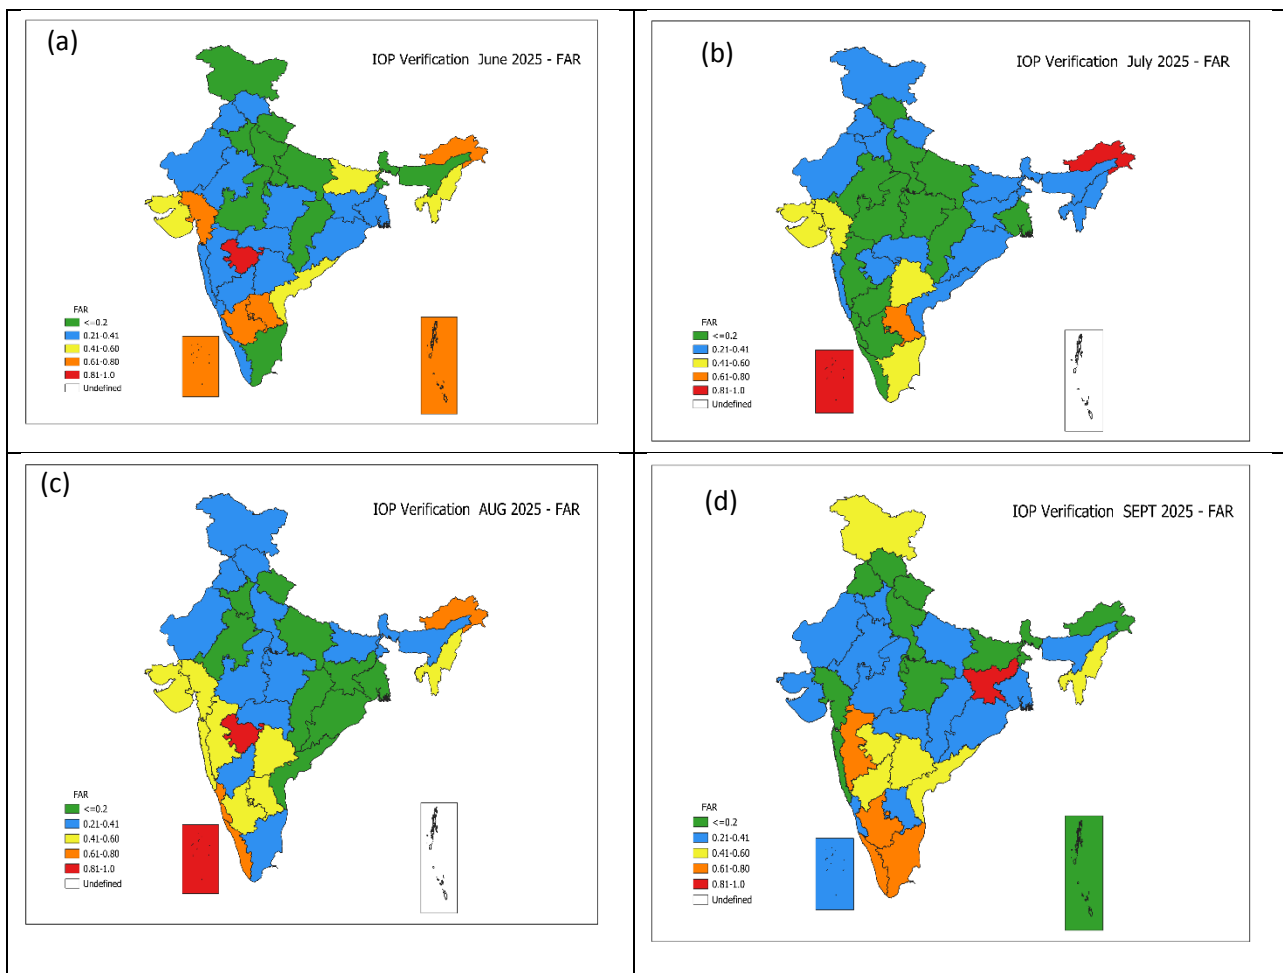 (a)
IOP Verification June 2025 - FAR
FAR
<=0.2
0.21-0.41
0.41-0.60
0.61-0.80
0.81-1.0
Undefined
(b)
IOP Verification July 2025 - FAR
FAR
<=0.2
0.21-0.41
0.41-0.60
0.61-0.80
0.81-1.0
Undefined
(c)
IOP Verification AUG 2025 - FAR
FAR
<=0.2
0.21-0.41
0.41-0.60
0.61-0.80
0.81-1.0
Undefined
(d)
IOP Verification SEPT 2025 - FAR
FAR
<=0.2
0.21-0.41
0.41-0.60
0.61-0.80
0.81-1.0
Undefined